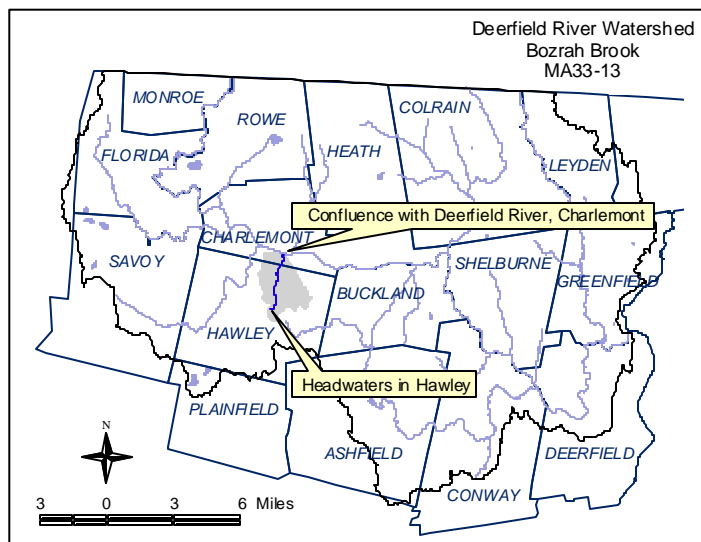 Deerfield River Watershed
Bozrah Brook
MA33-13
MONROE
ROWE
COLRAIN
FLORIDA
HEATH
LEYDEN
Confluence with Deerfield River, Charlemont
CHARLEMONT
SAVOY
SHELBURNE
GREENFIELD
BUCKLAND
HAWLEY
Headwaters in Hawley
PLAINFIELD
ASHFIELD
DEERFIELD
CONWAY
N
3 0 3 6 Miles